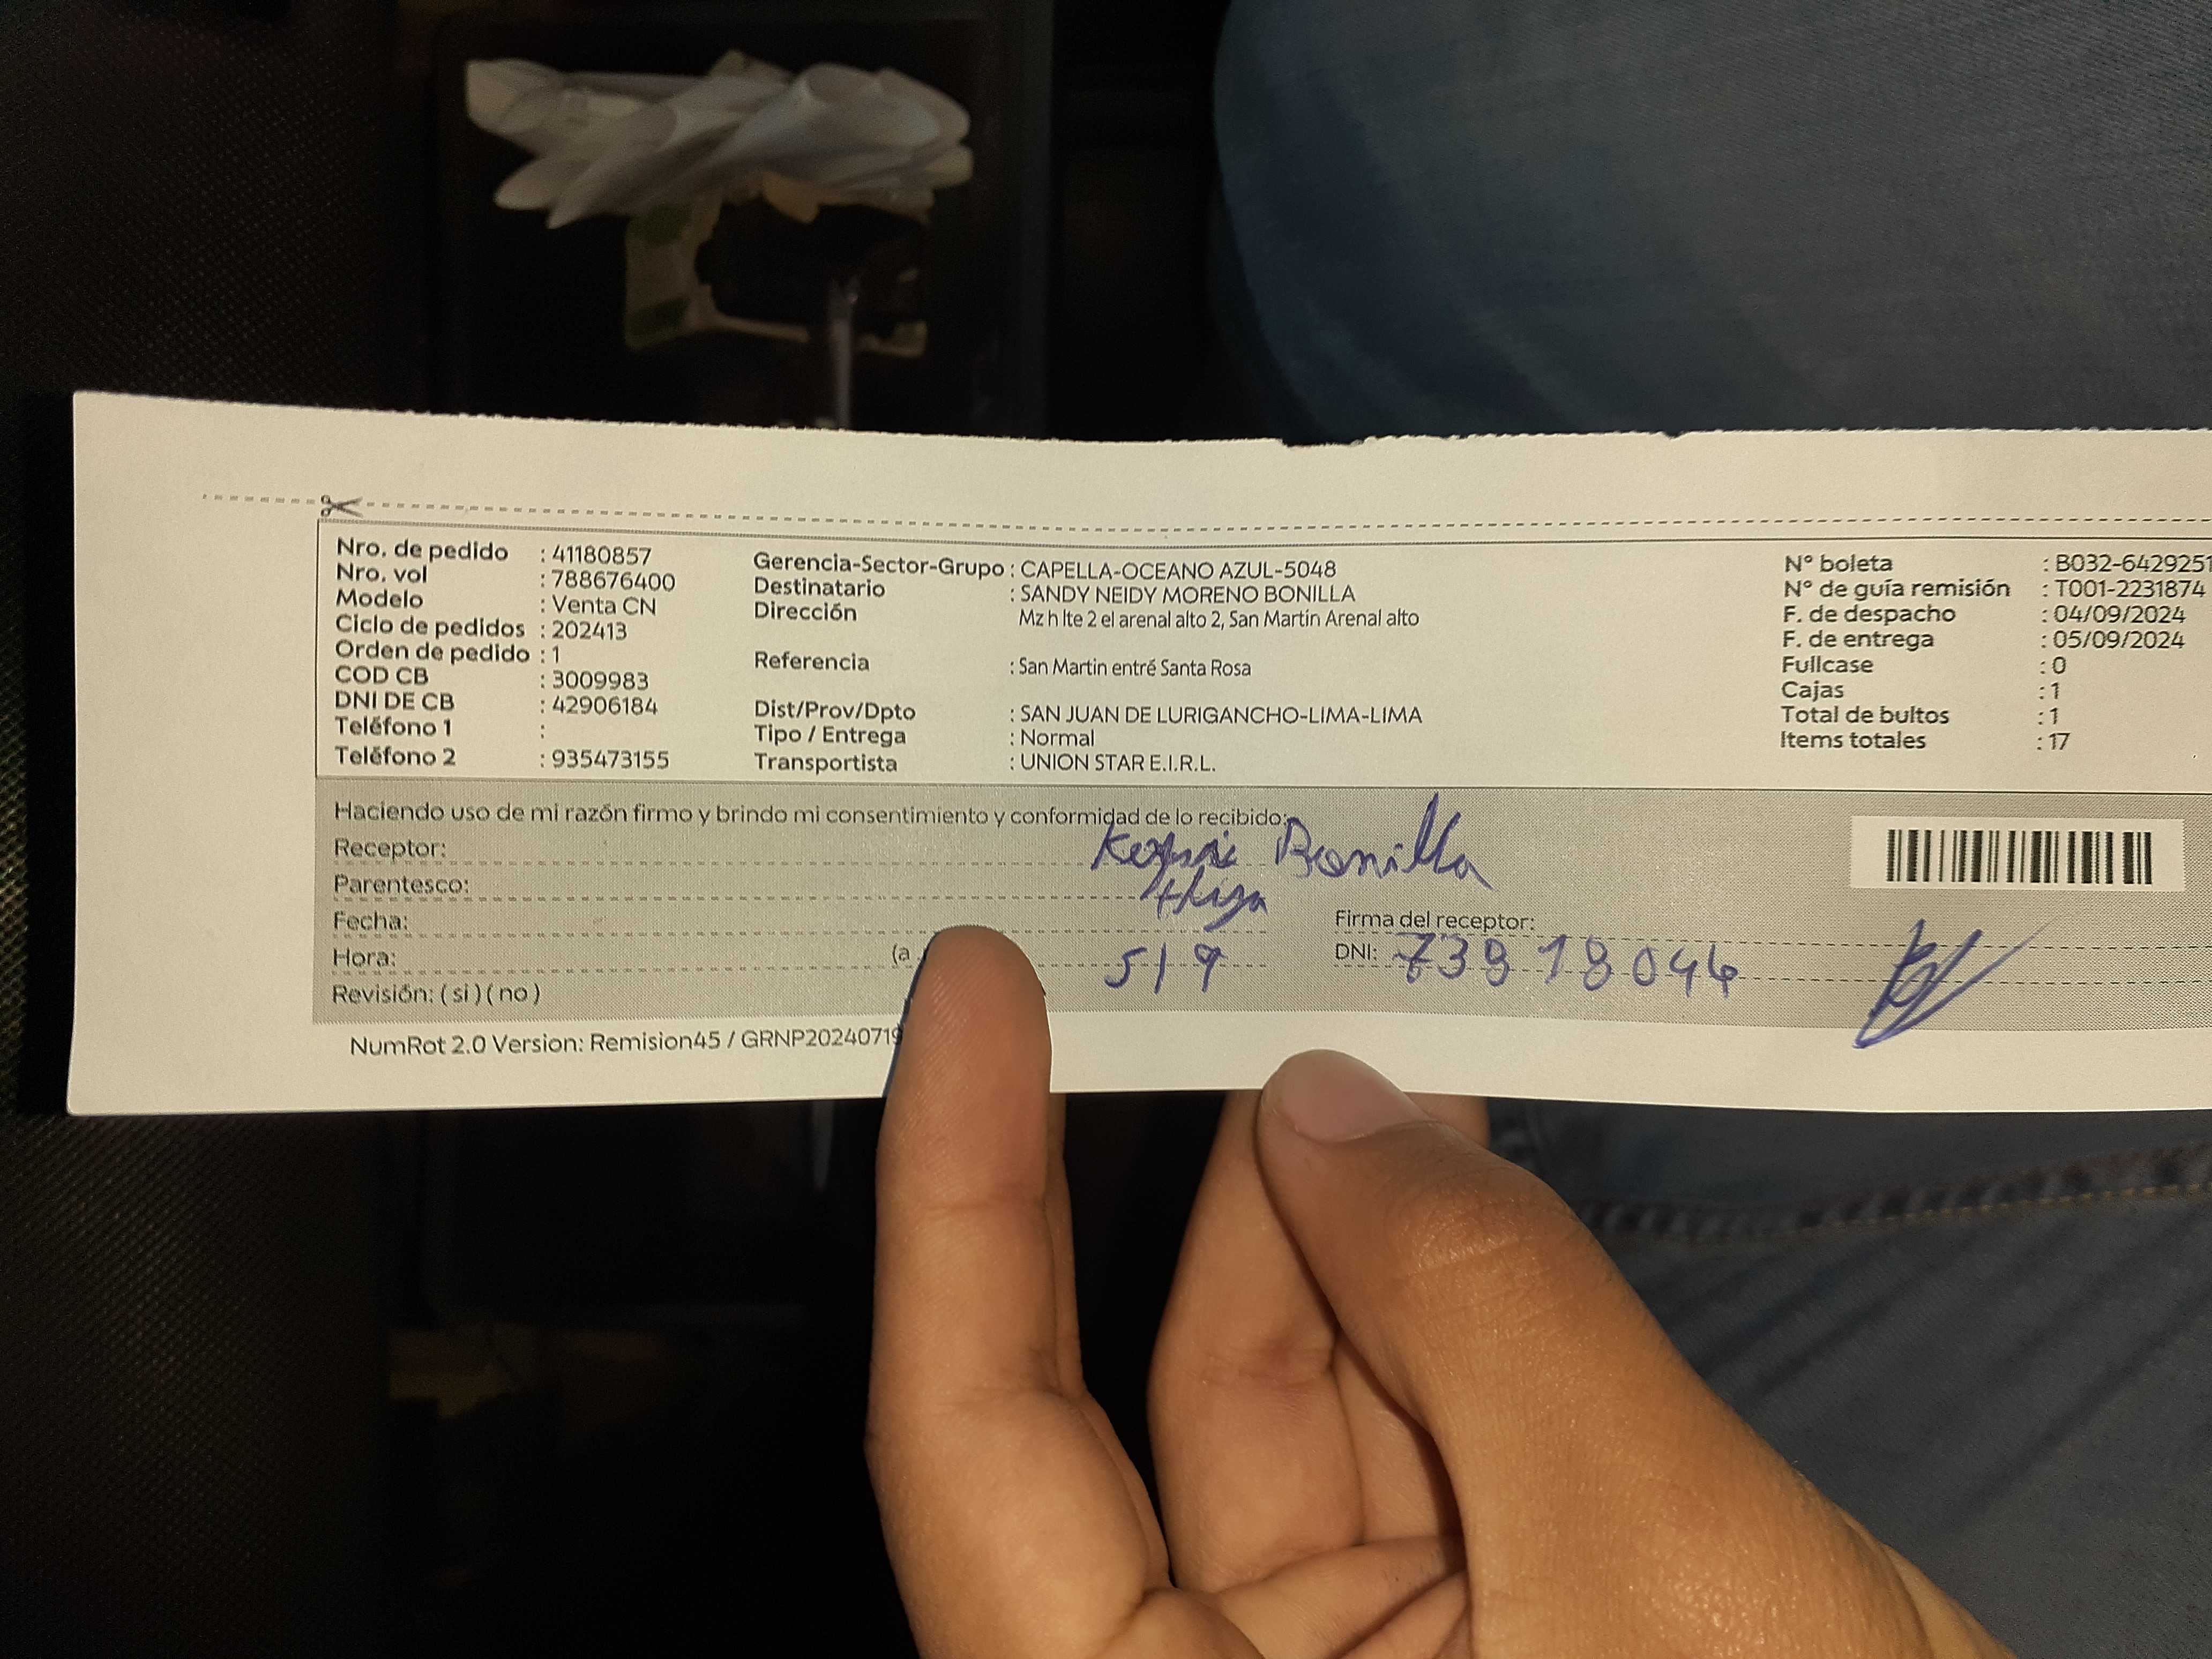 Nro. de pedido : 41180857
Nro. vol : 788676400
Modelo : Venta CN
Ciclo de pedidos : 202413
Orden de pedido : 1
COD CB : 3009983
DNI DE CB : 42906184
Teléfono 1 :
Teléfono 2 : 935473155
Gerencia-Sector-Grupo : CAPELLA-OCEANO AZUL-5048
Destinatario : SANDY NEIDY MORENO BONILLA
Dirección Mz h lte 2 el arenal alto 2, San Martin Arenal alto
Referencia : San Martin entré Santa Rosa
Dist/Prov/Dpto : SAN JUAN DE LURIGANCHO-LIMA-LIMA
Tipo / Entrega : Normal
Transportista : UNION STAR E.I.R.L.
N° boleta : B032-6429251
N° de guía remisión : T001-2231874
F. de despacho : 04/09/2024
F. de entrega : 05/09/2024
Fullcase : 0
Cajas : 1
Total de bultos : 1
Items totales : 17
Haciendo uso de mi razón firmo y brindo mi consentimiento y conformidad de lo recibido:
Receptor: Bonilla
Parentesco:
Fecha:
Hora: (a 5/9
Revisión: ( si ) ( no )
Firma del receptor:
DNI:
NumRot 2.0 Version: Remision45 / GRNP20240719